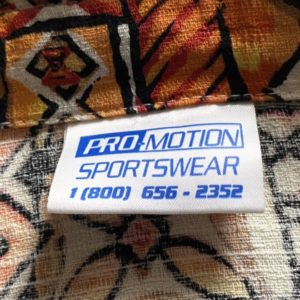 PRO-MOTION
SPORTSWEAR
1 (800) 656 - 2352